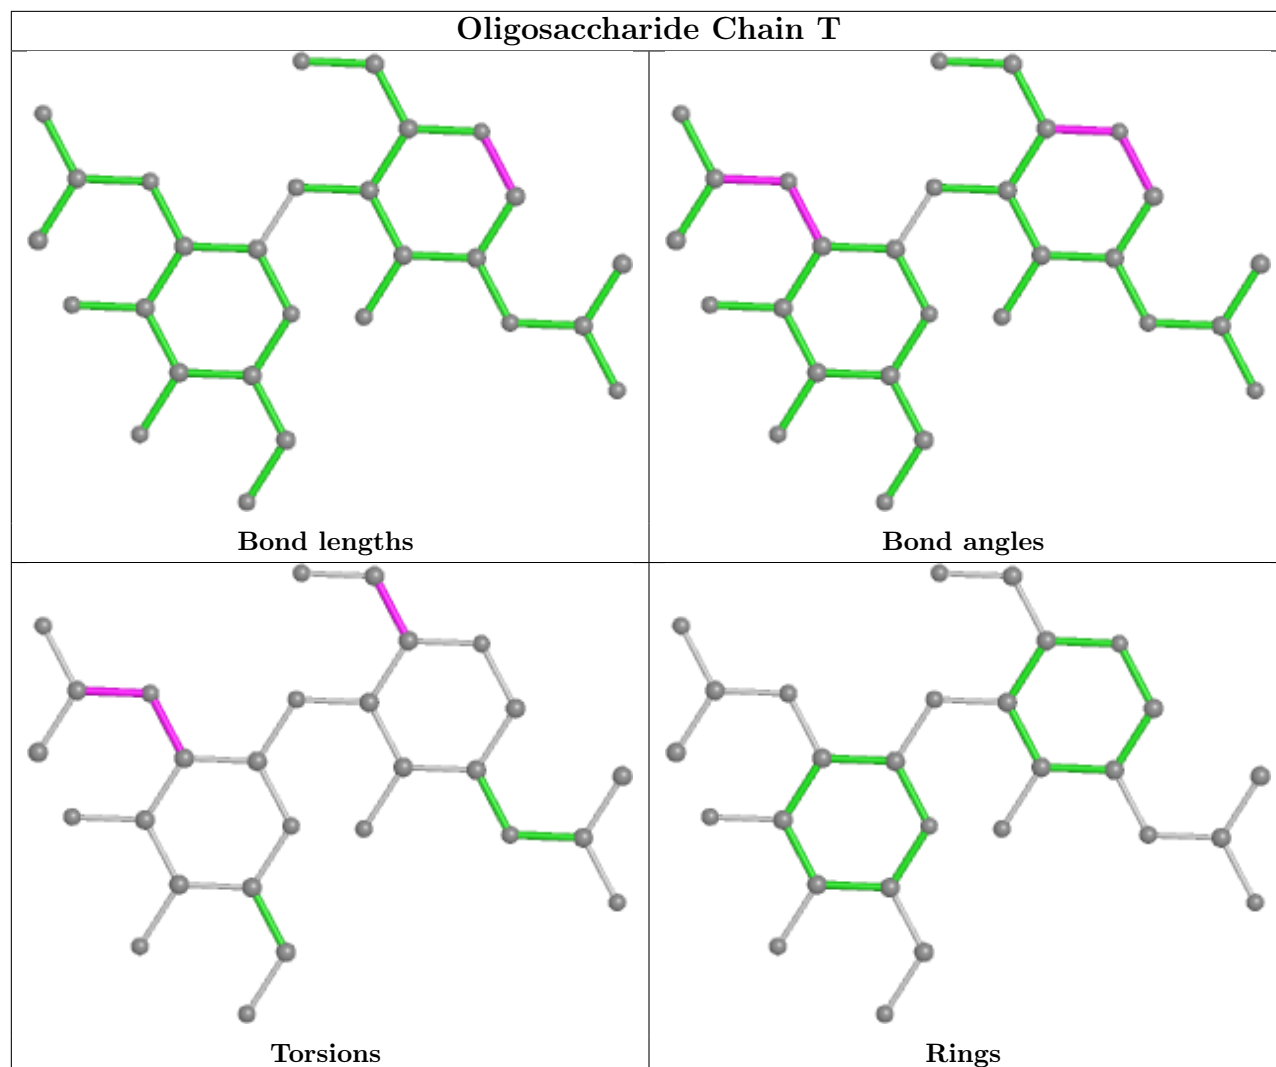 Oligosaccharide Chain T
Bond lengths
Bond angles
Torsions
Rings